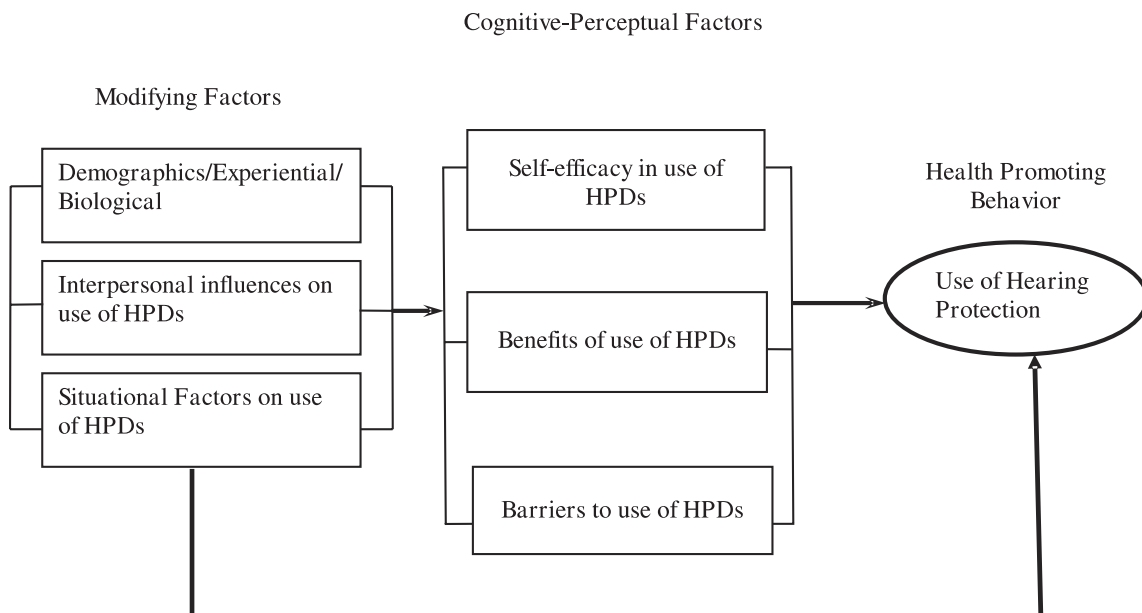 Cognitive-Perceptual Factors
Modifying Factors
Demographics/Experiential/
Biological
Interpersonal influences on
use of HPDs
Situational Factors on use
of HPDs
Self-efficacy in use of
HPDs
Benefits of use of HPDs
Barriers to use of HPDs
Health Promoting
Behavior
Use of Hearing
Protection